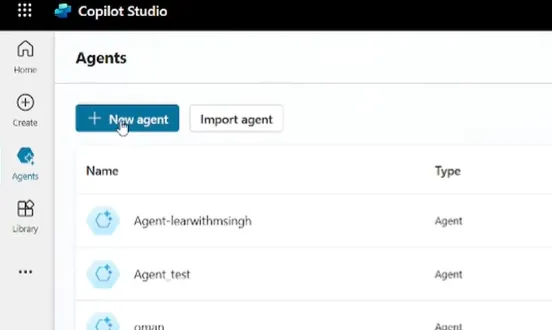 Copilot Studio
Home
Create
Agents
Library
Agents
New agent
Import agent
Name
Type
Agent-learwithmsingh
Agent
Agent_test
Agent
oman
Agent